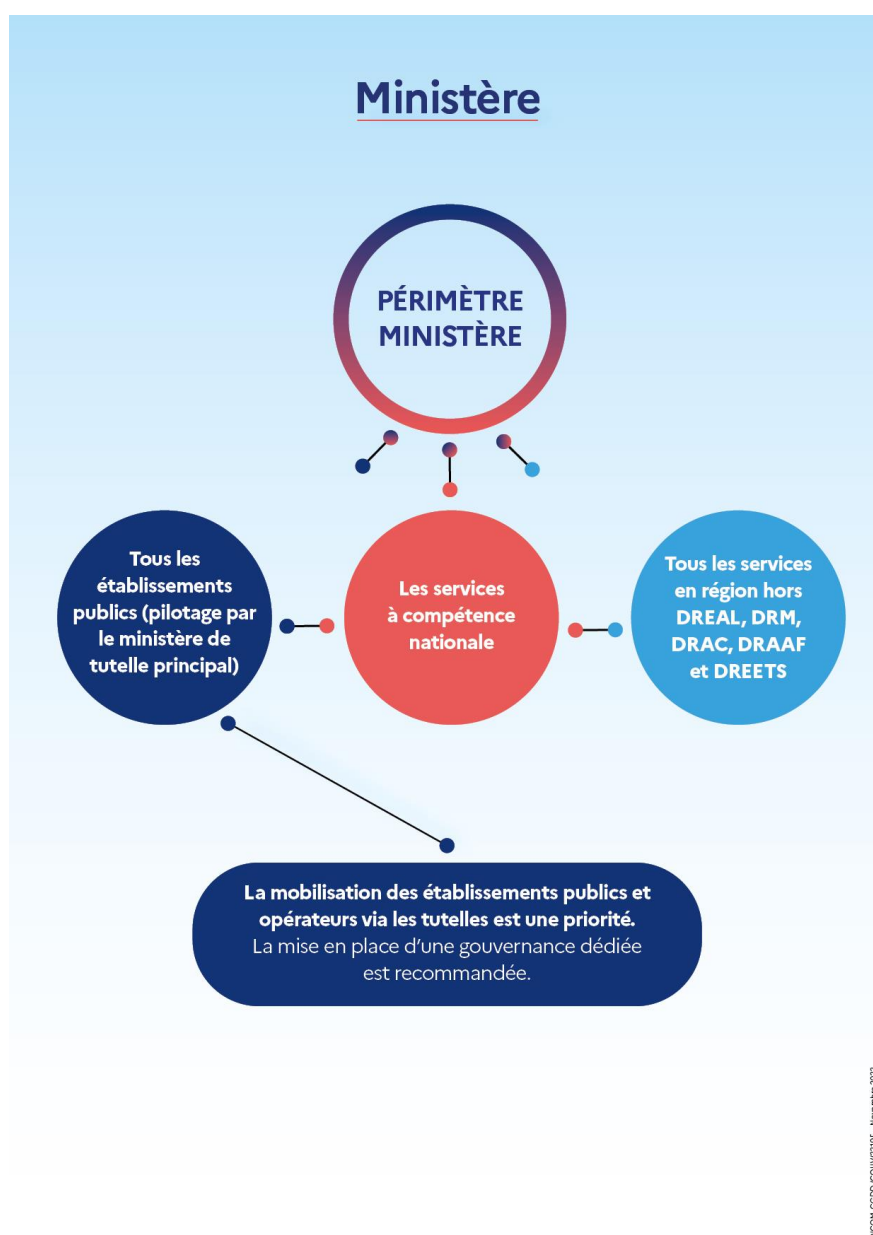 Ministère
PÉRIMÈTRE
MINISTÈRE
Tous les
établissements
publics (pilotage par
le ministère de
tutelle principal)
Les services
à compétence
nationale
Tous les services
en région hors
DREAL, DRM,
DRAC, DRAAF
et DREETS
La mobilisation des établissements publics et
opérateurs via les tutelles est une priorité.
La mise en place d’une gouvernance dédiée
est recommandée.